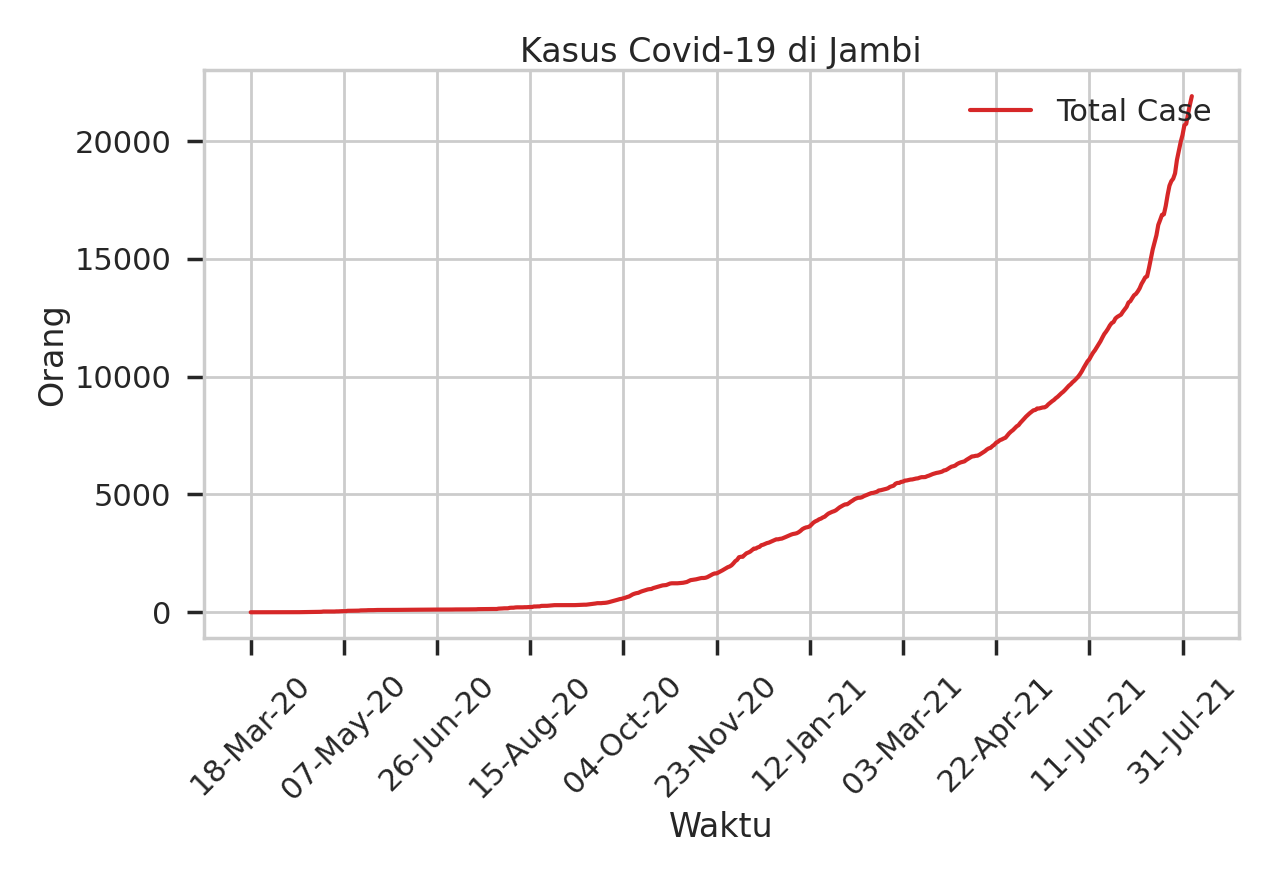 Kasus Covid-19 di Jambi
Total Case
20000
15000
10000
5000
0
Orang
18-Mar-20
07-May-20
26-Jun-20
15-Aug-20
04-Oct-20
23-Nov-20
12-Jan-21
03-Mar-21
22-Apr-21
11-Jun-21
31-Jul-21
Waktu